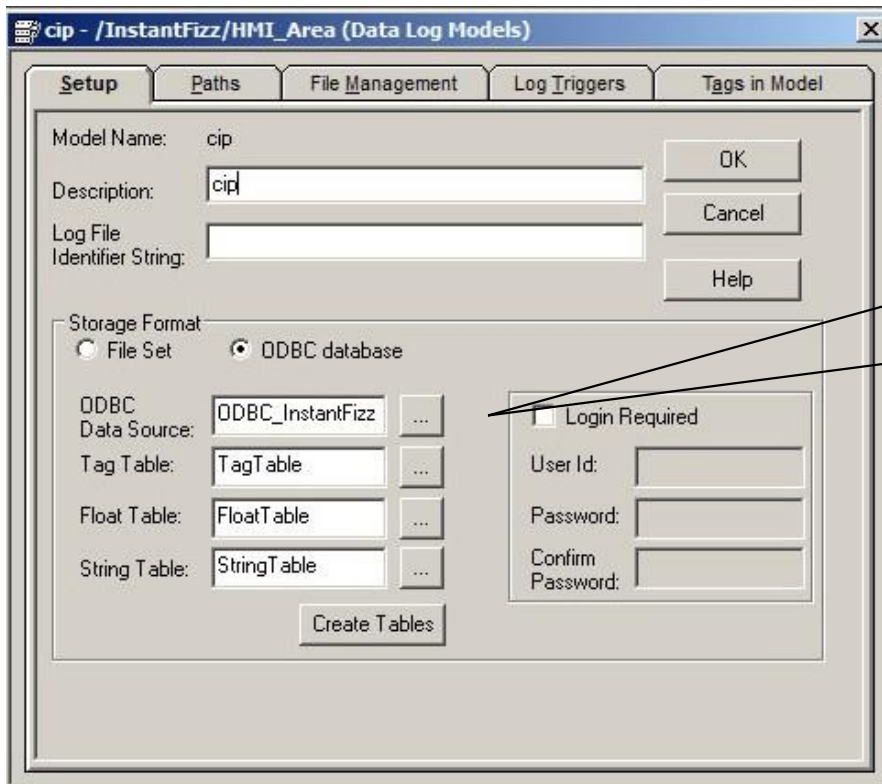 cip - /InstantFizz/HMI_Area (Data Log Models)
Setup
Paths
File Management
Log Triggers
Tags in Model
Model Name: cip
Description: cip
Log File
Identifier String:
OK
Cancel
Help
Storage Format
File Set
ODBC database
ODBC
Data Source: ODBC_InstantFizz ...
Tag Table: TagTable ...
Float Table: FloatTable ...
String Table: StringTable ...
Create Tables
Login Required
User Id:
Password:
Confirm
Password: